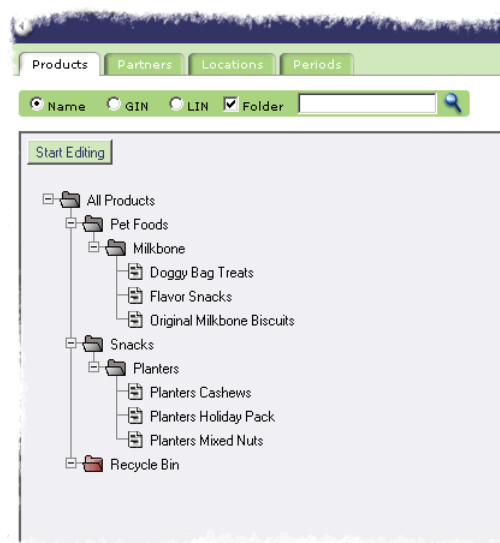 Products Partners Locations Periods
Name GIN LIN Folder
Start Editing
All Products
Pet Foods
Milkbone
Doggy Bag Treats
Flavor Snacks
Original Milkbone Biscuits
Snacks
Planters
Planters Cashews
Planters Holiday Pack
Planters Mixed Nuts
Recycle Bin